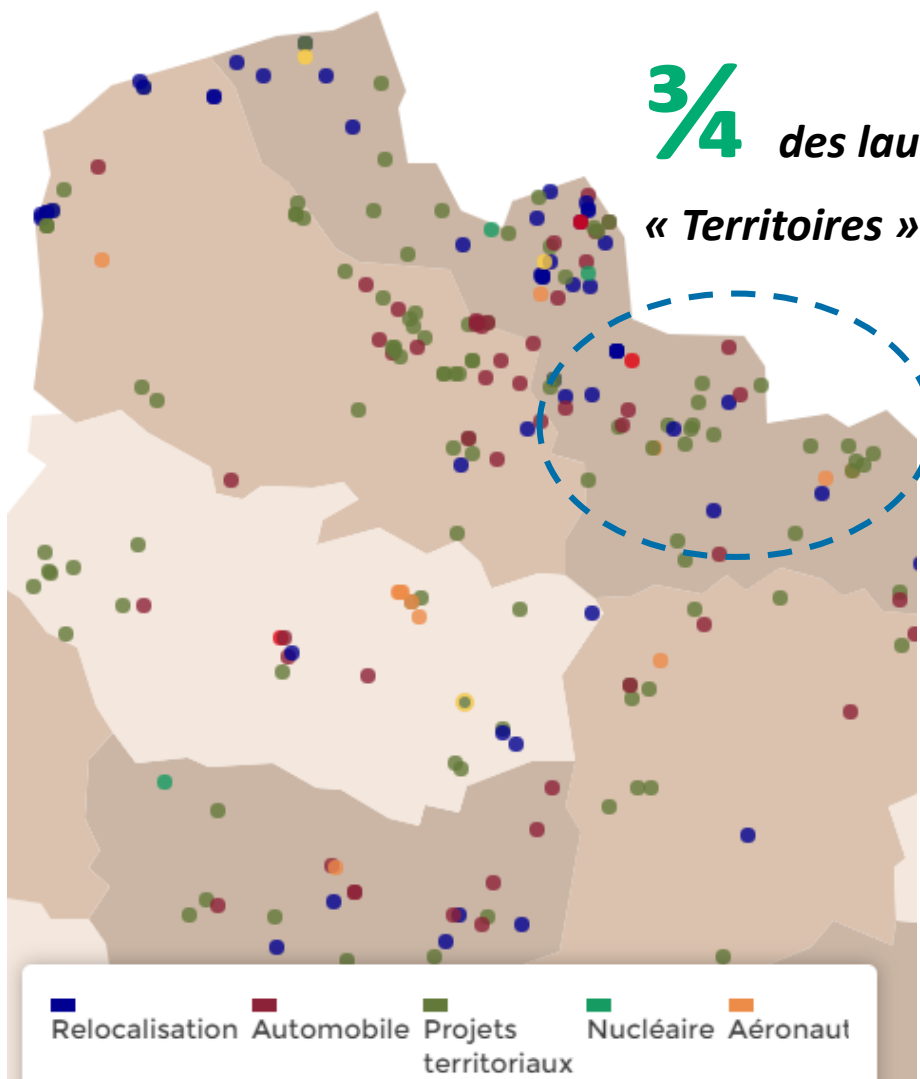 ¾ des lau
« Territoires »
Relocalisation Automobile Projets territoriaux Nucléaire Aéronaut